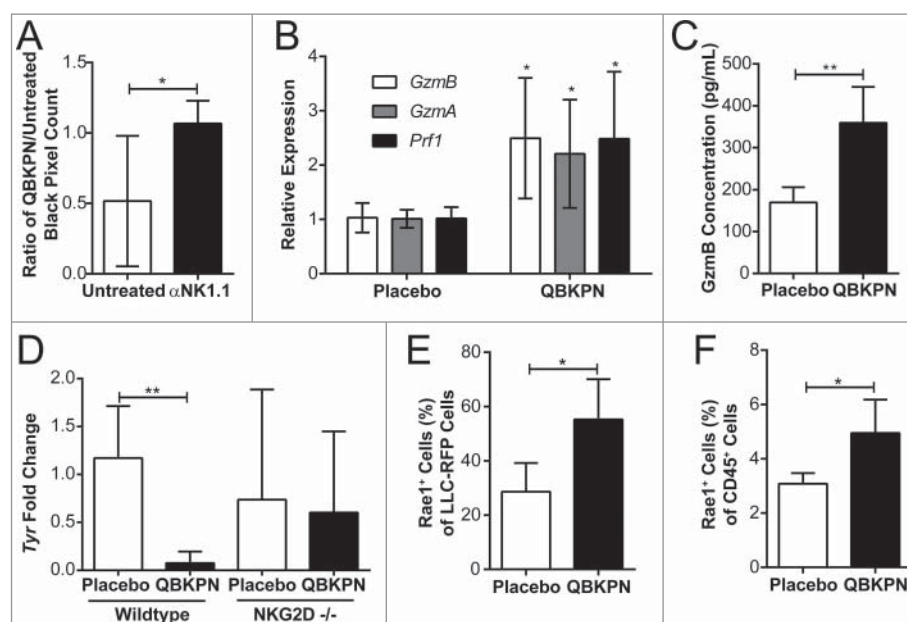 A
Ratio of QBKPN/Untreated
Black Pixel Count
1.5
1.0
0.5
0.0
*
Untreated αNK1.1
B
Relative Expression
4
3
2
1
0
GzmB
GzmA
Prf1
* * *
Placebo QBKPN
C
GzmB Concentration (pg/mL)
500
400
300
200
100
0
**
Placebo QBKPN
D
Tyr Fold Change
2.0
1.5
1.0
0.5
0.0
**
Placebo QBKPN Placebo QBKPN
Wildtype NKG2D -/-
E
Rae1+ Cells (%)
of LLC-RFP Cells
80
60
40
20
0
*
Placebo QBKPN
F
Rae1+ Cells (%)
of CD45+ Cells
8
6
4
2
0
*
Placebo QBKPN